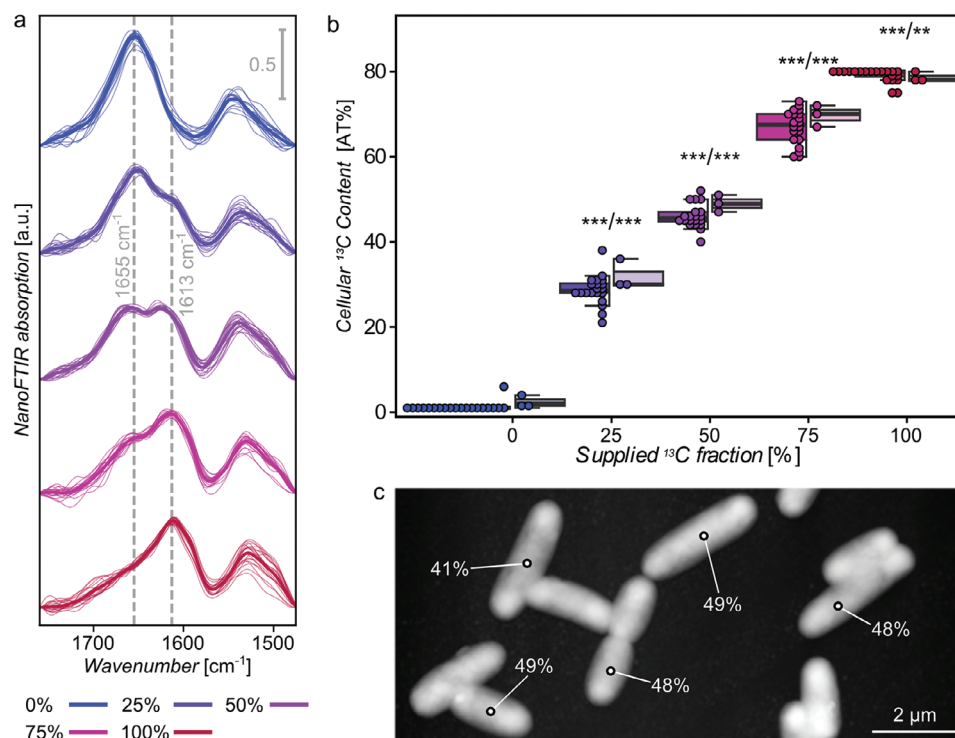 a
0.5
1655 cm⁻¹
1613 cm⁻¹
NanoFTIR absorption [a.u.]
1700 1600 1500
Wavenumber [cm⁻¹]
0% 25% 50%
75% 100%
b
***/**
***/***
***/***
***/***
80
60
40
20
0
Cellular ¹³C Content [AT%]
0 25 50 75 100
Supplied ¹³C fraction [%]
c
41%
49%
48%
49%
48%
2 µm